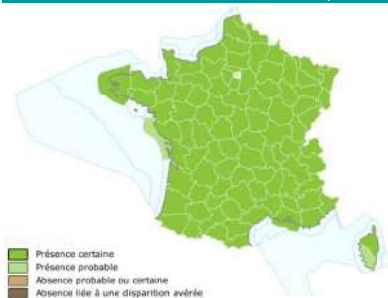 Présence certaine
Présence probable
Absence probable ou certaine
Absence liée à une disparition avérée